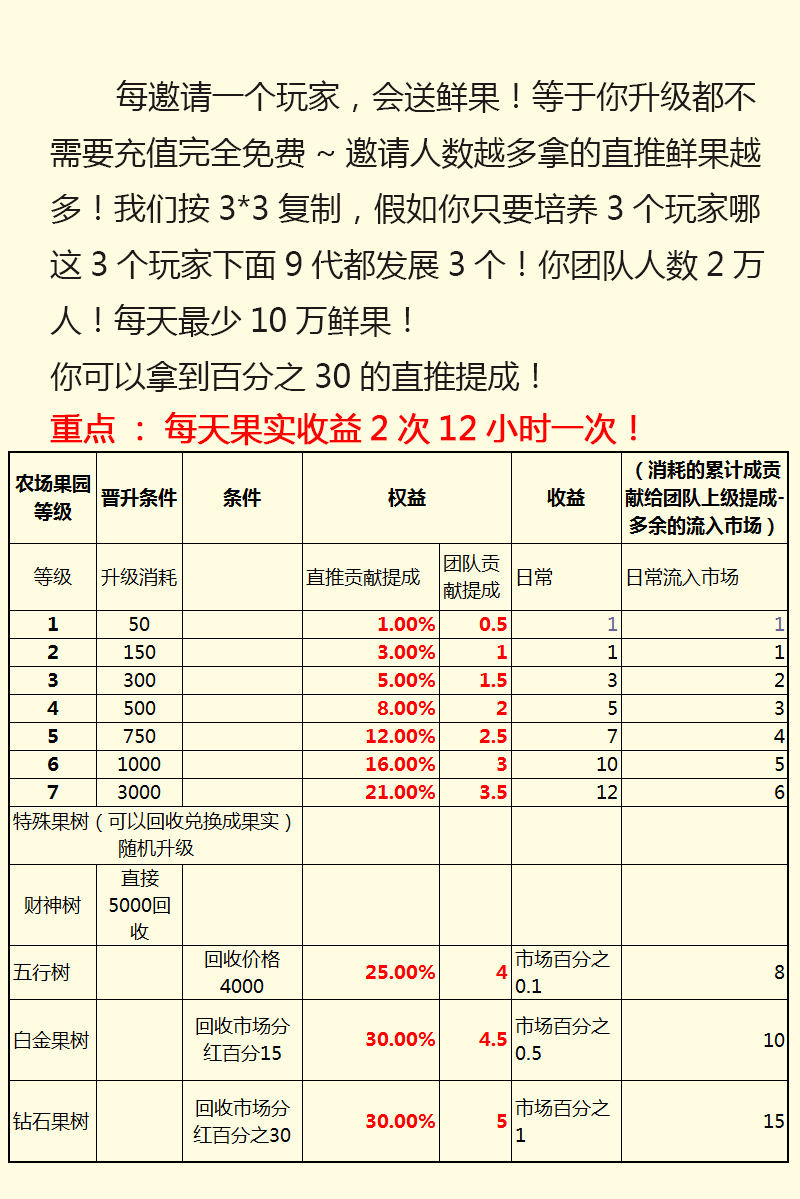 每邀请一个玩家，会送鲜果！等于你升级都不
需要充值完全免费 ~ 邀请人数越多拿的直推鲜果越
多！我们按 3*3 复制，假如你只要培养 3 个玩家哪
这 3 个玩家下面 9 代都发展 3 个！你团队人数 2 万
人！每天最少 10 万鲜果！
你可以拿到百分之 30 的直推提成！
重点 ： 每天果实收益 2 次 12 小时一次！
农场果园等级 晋升条件 条件 权益 收益 （消耗的累计成贡献给团队上级提成-多余的流入市场）
等级 升级消耗 直推贡献提成 团队贡献提成 日常 日常流入市场
1 50 1.00% 0.5 1 1
2 150 3.00% 1 1 1
3 300 5.00% 1.5 3 2
4 500 8.00% 2 5 3
5 750 12.00% 2.5 7 4
6 1000 16.00% 3 10 5
7 3000 21.00% 3.5 12 6
特殊果树（可以回收兑换成果实）
随机升级
财神树 直接5000回收
五行树 回收价格4000 25.00% 4 市场百分之0.1 8
白金果树 回收市场分红百分15 30.00% 4.5 市场百分之0.5 10
钻石果树 回收市场分红百分之30 30.00% 5 市场百分之1 15